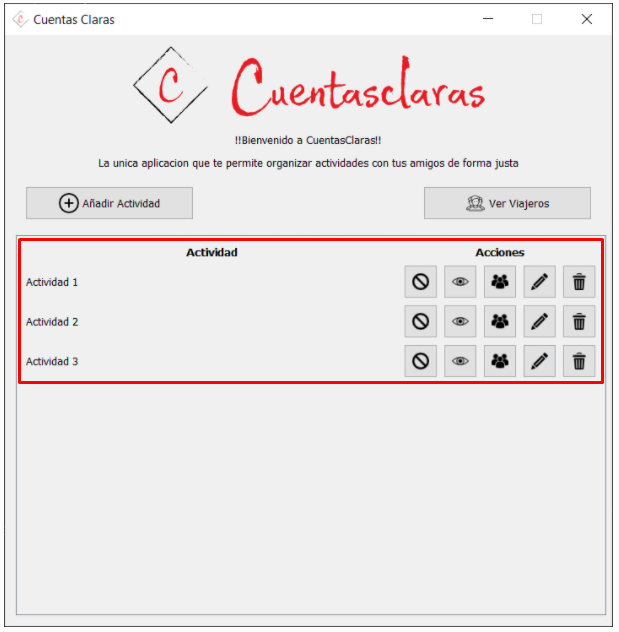 Cuentas Claras
C Cuentasclaras
!!Bienvenido a CuentasClaras!!
La unica aplicacion que te permite organizar actividades con tus amigos de forma justa
Añadir Actividad
Ver Viajeros
Actividad Acciones
Actividad 1
Actividad 2
Actividad 3